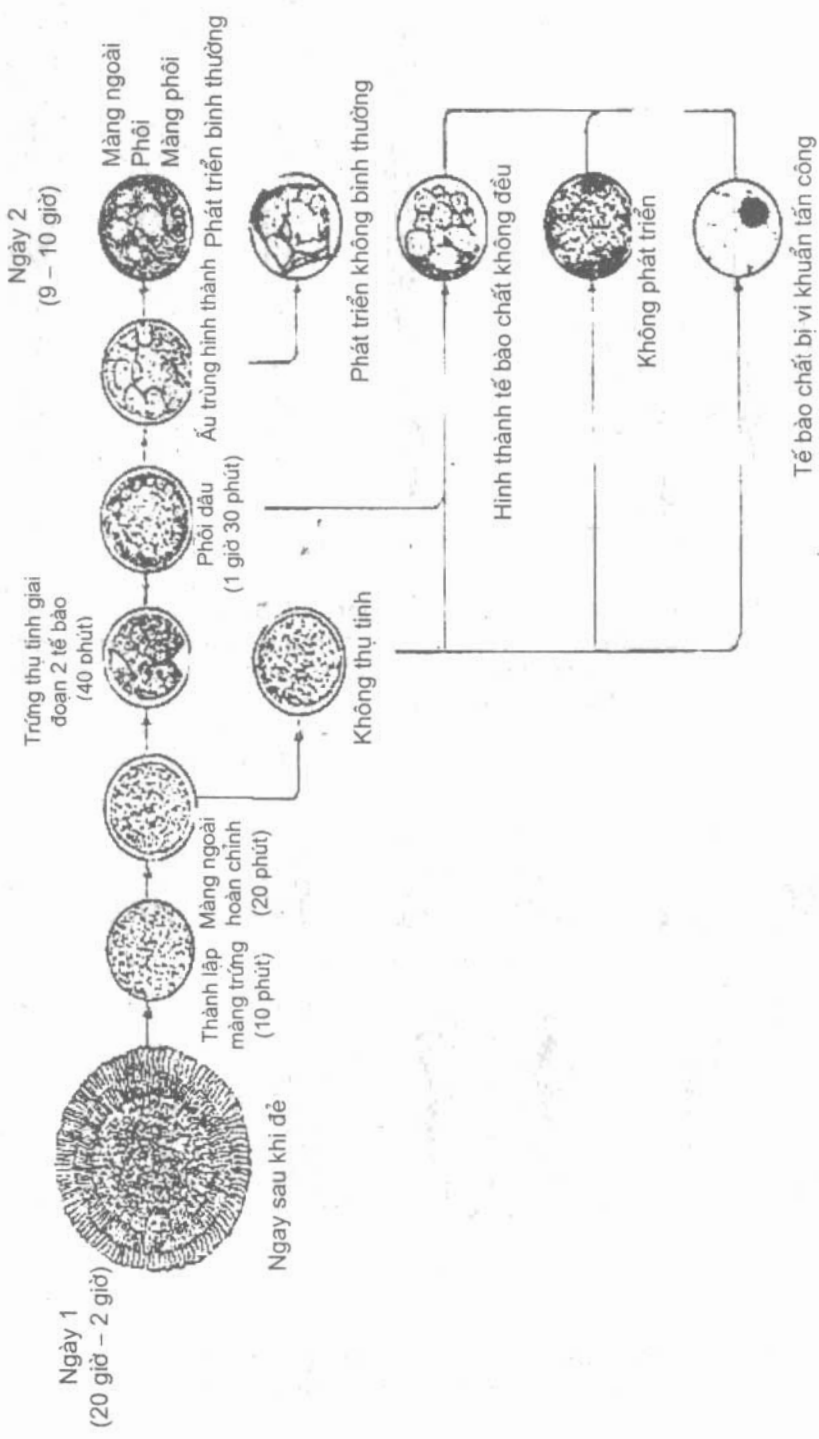 Ngày 1
(20 giờ – 2 giờ)
Ngay sau khi đẻ
Thành lập
màng trứng
(10 phút)
Màng ngoài
hoàn chỉnh
(20 phút)
Trứng thụ tinh giai
đoạn 2 tế bào
(40 phút)
Không thụ tinh
Phôi dâu
(1 giờ 30 phút)
Ấu trùng hình thành
Ngày 2
(9 – 10 giờ)
Màng ngoài
Phôi
Màng phôi
Phát triển bình thường
Phát triển không bình thường
Hình thành tế bào chất không đều
Không phát triển
Tế bào chất bị vi khuẩn tấn công